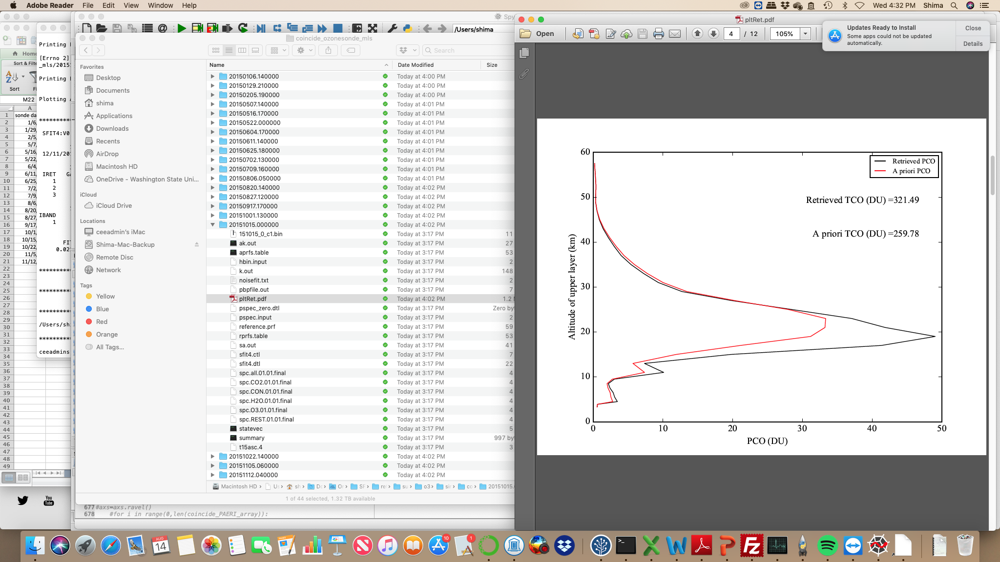 Adobe Reader File Edit View Window Help
Wed 4:32 PM Shima
Spy
/Users/shima
coincide_ozonesonde_mls
Search
Home
Sort & Filte
Sort
M22
A
1 sonde da
2 1/6,
3 1/29,
4 2/5,
5 5/7,
6 5/16,
7 5/22,
8 6/4,
9 6/11,
10 6/25,
11 7/2,
12 7/9,
13 8/6,
14 8/20,
15 8/27,
16 9/17,
17 10/1,
18 10/15,
19 10/22,
20 11/5,
21 11/12,
22
23
24
25
26
27
28
29
30
31
32
33
34
35
36
37
38
39
40
41
42
43
44
45
46
47
48
49
Printing
[Errno 2]
_mls/2015
Printing
Plotting
**********
SFIT4:V0
12/11/20
IRET GA
1
2
3
IBAND
1
FI
0.02
**********
**********
**********
/Users/sh
**********
ceeadmins
Favorites
Desktop
Documents
shima
Applications
Downloads
Recents
AirDrop
Macintosh HD
OneDrive - Washington State Uni...
iCloud
iCloud Drive
Locations
ceeadmin's iMac
Shima-Mac-Backup
Remote Disc
Network
Tags
Yellow
Blue
Red
Orange
All Tags...
Name Date Modified Size
20150106.140000 Today at 4:00 PM
20150129.210000 Today at 4:00 PM
20150205.190000 Today at 4:00 PM
20150507.140000 Today at 4:01 PM
20150516.170000 Today at 4:01 PM
20150522.000000 Today at 4:01 PM
20150604.170000 Today at 4:01 PM
20150611.140000 Today at 4:01 PM
20150625.180000 Today at 4:01 PM
20150702.130000 Today at 4:01 PM
20150709.160000 Today at 4:01 PM
20150806.050000 Today at 4:01 PM
20150820.140000 Today at 4:02 PM
20150827.120000 Today at 4:02 PM
20150917.170000 Today at 4:02 PM
20151001.130000 Today at 4:02 PM
20151015.000000 Today at 4:02 PM
151015_0_c1.bin Today at 3:17 PM 11
ak.out Today at 3:17 PM 27
aprfs.table Today at 3:17 PM 53
hbin.input Today at 3:17 PM 2
k.out Today at 3:17 PM 148
noisefit.txt Today at 3:17 PM 2
pbpfile.out Today at 3:17 PM 7
pltRet.pdf Today at 4:02 PM 1.2
pspec_zero.dtl Today at 3:17 PM Zero by
pspec.input Today at 3:17 PM 2
reference.prf Today at 3:17 PM 59
rprfs.table Today at 3:17 PM 53
sa.out Today at 3:17 PM 41
sfit4.ctl Today at 3:17 PM 7
sfit4.dtl Today at 3:17 PM 22
spc.all.01.01.final Today at 3:17 PM 4
spc.CO2.01.01.final Today at 3:17 PM 4
spc.CON.01.01.final Today at 3:17 PM 4
spc.H2O.01.01.final Today at 3:17 PM 4
spc.O3.01.01.final Today at 3:17 PM 4
spc.REST.01.01.final Today at 3:17 PM 4
statevec Today at 3:17 PM 5
summary Today at 3:17 PM 997 by
t15asc.4 Today at 3:17 PM 3
20151022.140000 Today at 4:02 PM
20151105.060000 Today at 4:02 PM
20151112.040000 Today at 4:02 PM
Macintosh HD › Us › sh › Dc › Or › SF › re › su › o3 › sir › cc › 20151015.
1 of 44 selected, 1.32 TB available
677 #axs=axs.ravel()
678 #for i in range(0,len(coincide_PAERI_array)):
pltRet.pdf
Open 4 / 12 105%
Updates Ready to Install
Some apps could not be updated
automatically.
Close
Details
Retrieved PCO
A priori PCO
Retrieved TCO (DU) =321.49
A priori TCO (DU) =259.78
Altitude of upper layer (km)
60
50
40
30
20
10
0
0 10 20 30 40 50
PCO (DU)
You
Tube
AUG
14
10
1